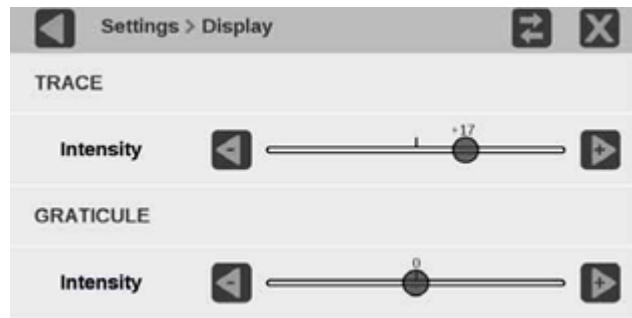 Settings > Display
TRACE
+17
Intensity - +
GRATICULE
0
Intensity - +